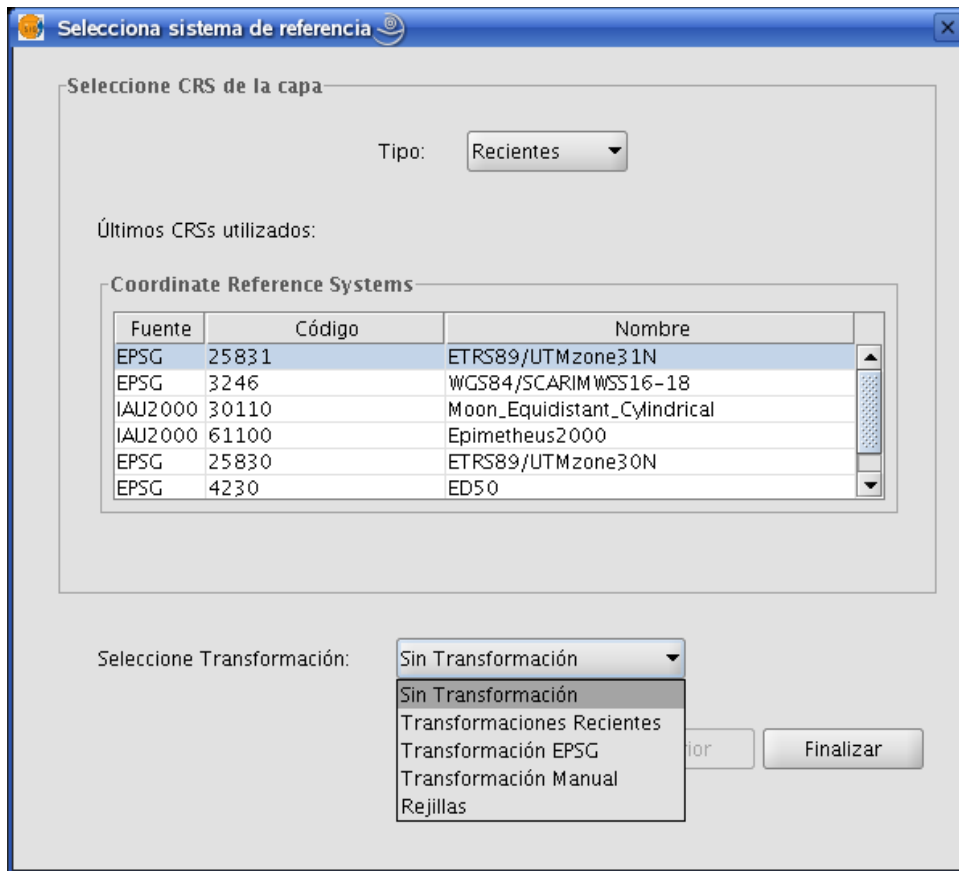 Selecciona sistema de referencia
Seleccione CRS de la capa
Tipo: Recientes
Últimos CRSs utilizados:
Coordinate Reference Systems
Fuente Código Nombre
EPSG 25831 ETRS89/UTMzone31N
EPSG 3246 WGS84/SCARIMWSS16-18
IAU2000 30110 Moon_Equidistant_Cylindrical
IAU2000 61100 Epimetheus2000
EPSG 25830 ETRS89/UTMzone30N
EPSG 4230 ED50
Seleccione Transformación: Sin Transformación
Sin Transformación
Transformaciones Recientes
Transformación EPSG
Transformación Manual
Rejillas
Finalizar